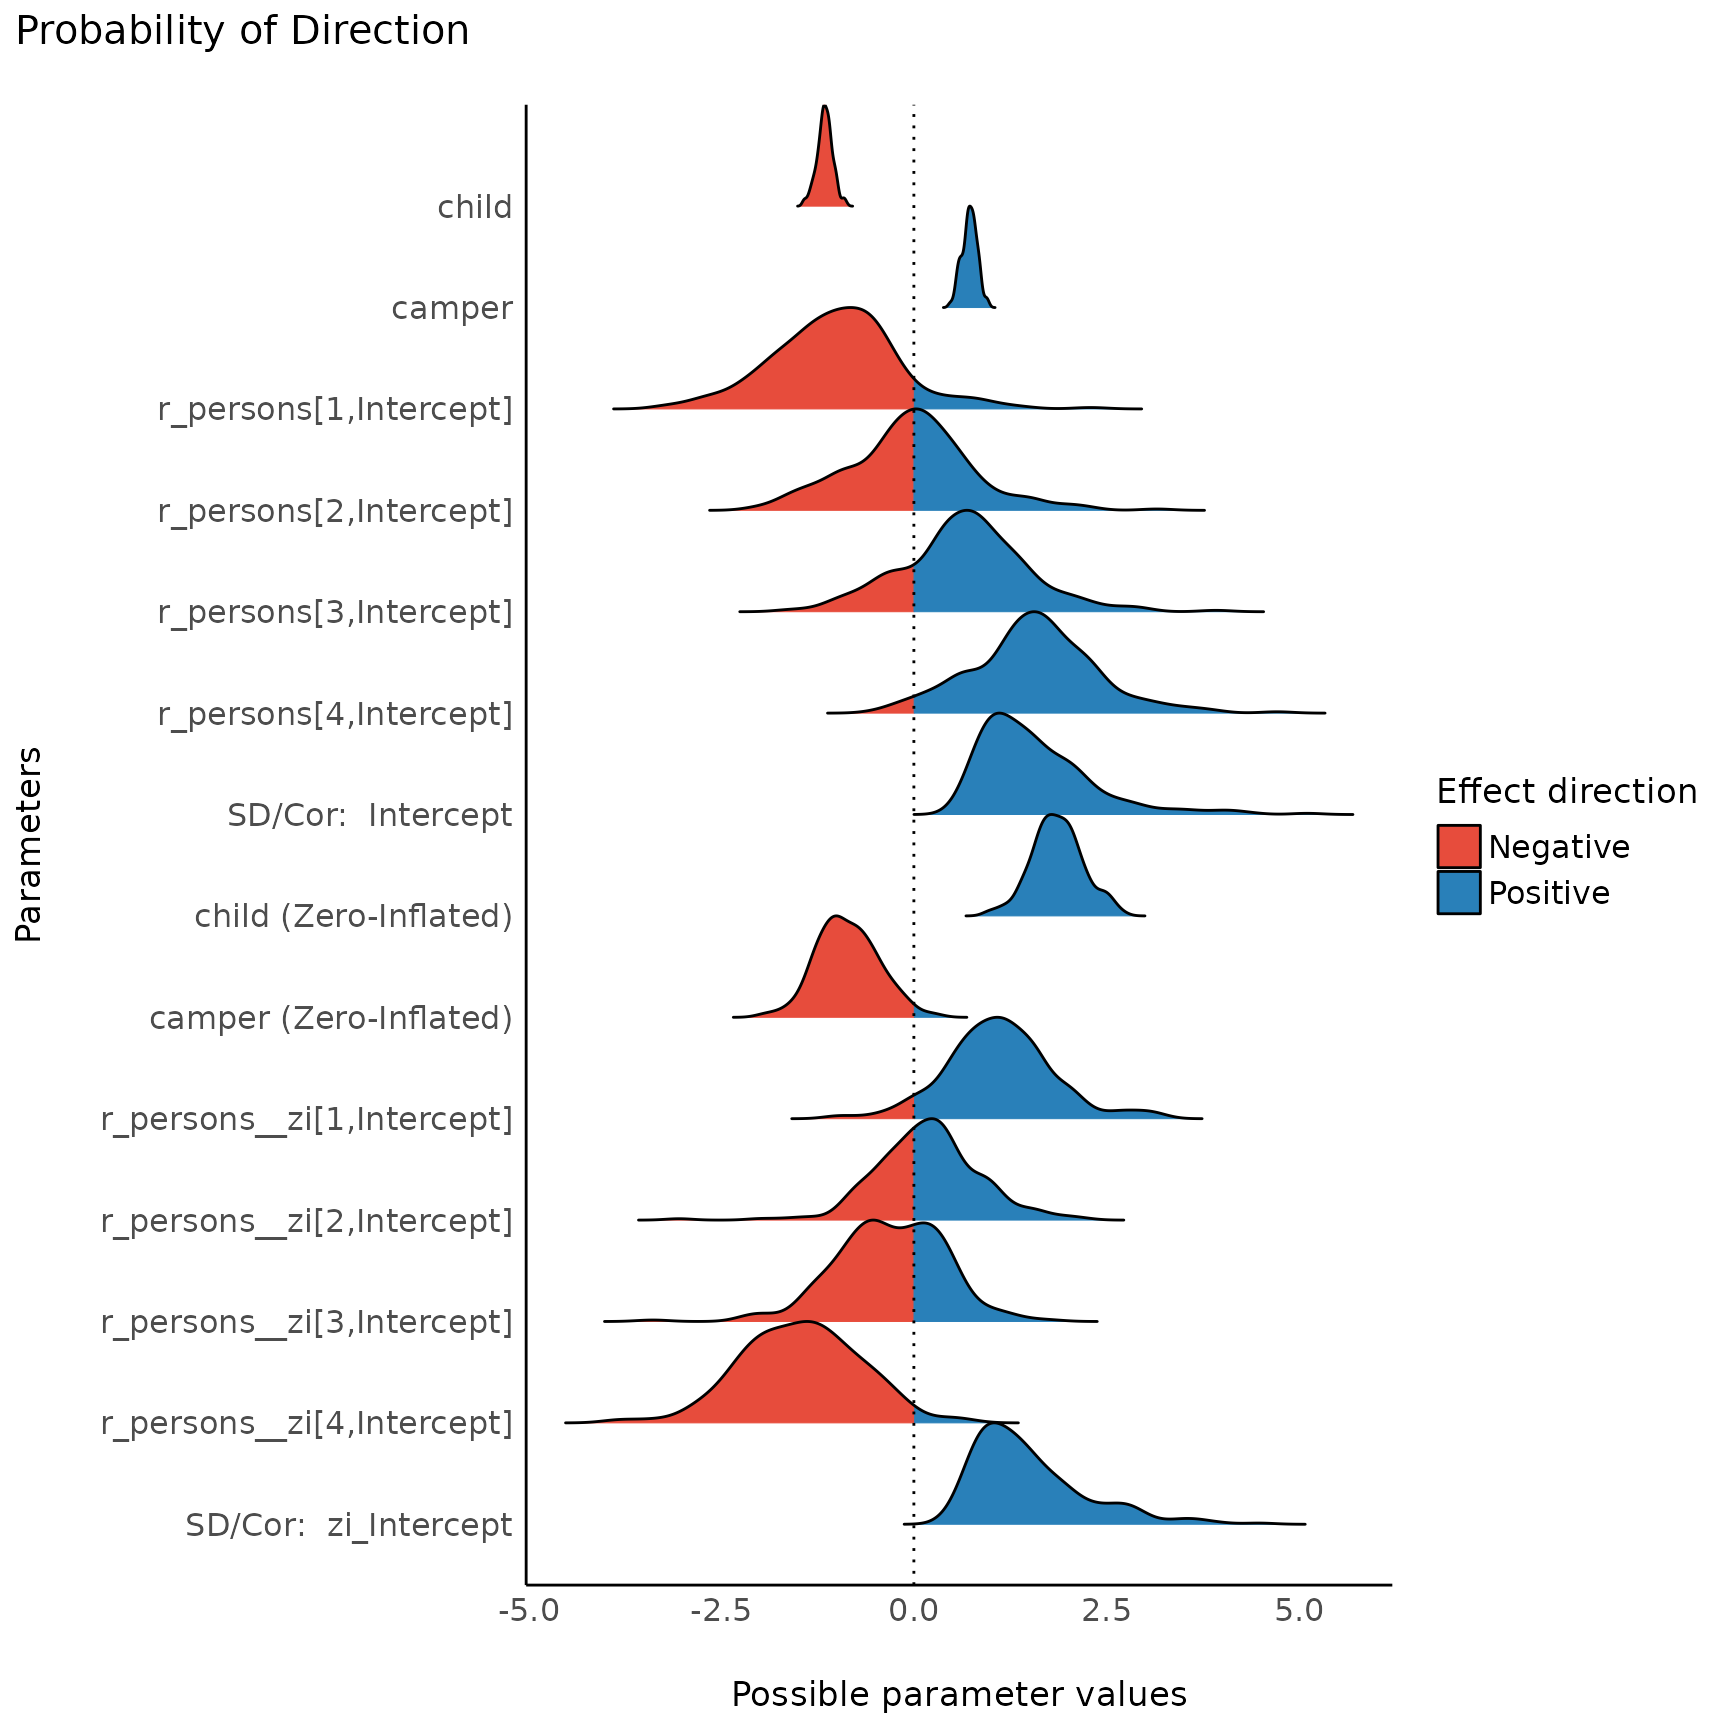 Probability of Direction
child
camper
r_persons[1,Intercept]
r_persons[2,Intercept]
r_persons[3,Intercept]
r_persons[4,Intercept]
SD/Cor:  Intercept
child (Zero-Inflated)
camper (Zero-Inflated)
r_persons__zi[1,Intercept]
r_persons__zi[2,Intercept]
r_persons__zi[3,Intercept]
r_persons__zi[4,Intercept]
SD/Cor:  zi_Intercept
Parameters
-5.0 -2.5 0.0 2.5 5.0
Possible parameter values
Effect direction
Negative
Positive